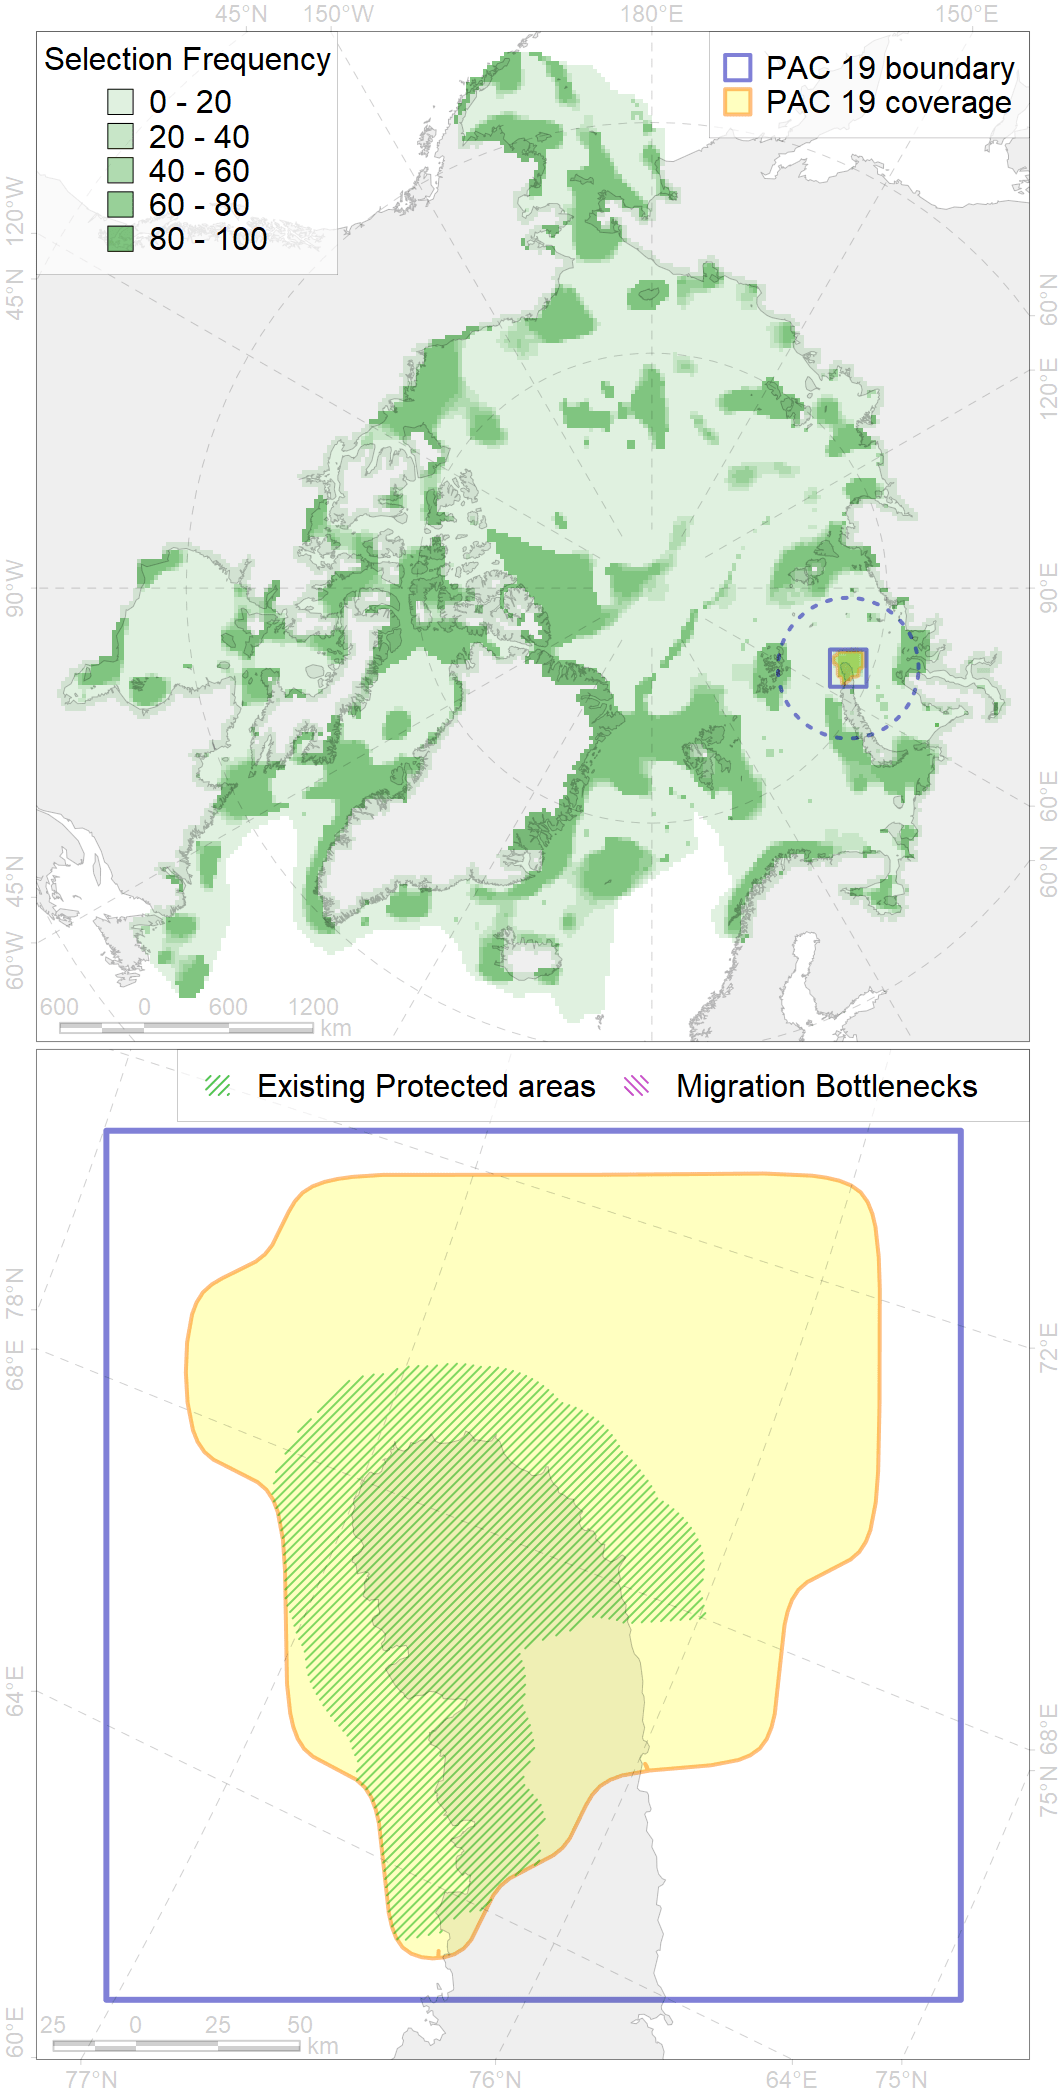 45°N 150°W 180°E 150°E
Selection Frequency
0 - 20
20 - 40
40 - 60
60 - 80
80 - 100
PAC 19 boundary
PAC 19 coverage
120°W
45°N
90°W
45°N
60°W
60°N
120°E
90°E
60°E
60°N
600 0 600 1200
km
Existing Protected areas Migration Bottlenecks
78°N
68°E
64°E
60°E
72°E
68°E
75°N
25 0 25 50
km
77°N 76°N 64°E 75°N